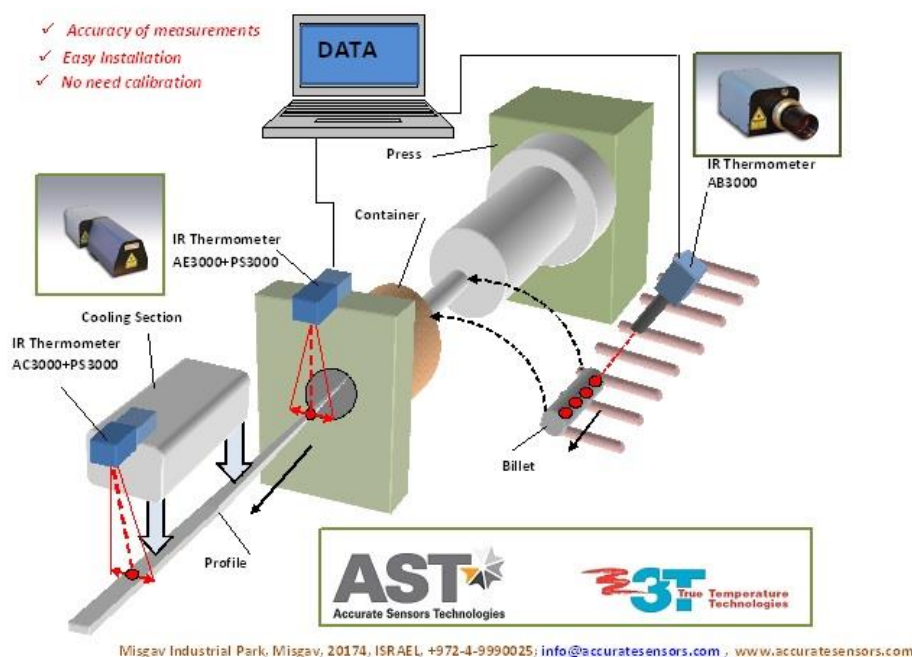 ✓ Accuracy of measurements
✓ Easy Installation
✓ No need calibration
DATA
Press
IR Thermometer
AB3000
Container
IR Thermometer
AE3000+PS3000
Cooling Section
IR Thermometer
AC3000+PS3000
Billet
Profile
AST
Accurate Sensors Technologies
3T
True Temperature
Technologies
Misgav Industrial Park, Misgav, 20174, ISRAEL, +972-4-9990025; info@accuratesensors.com , www.accuratesensors.com